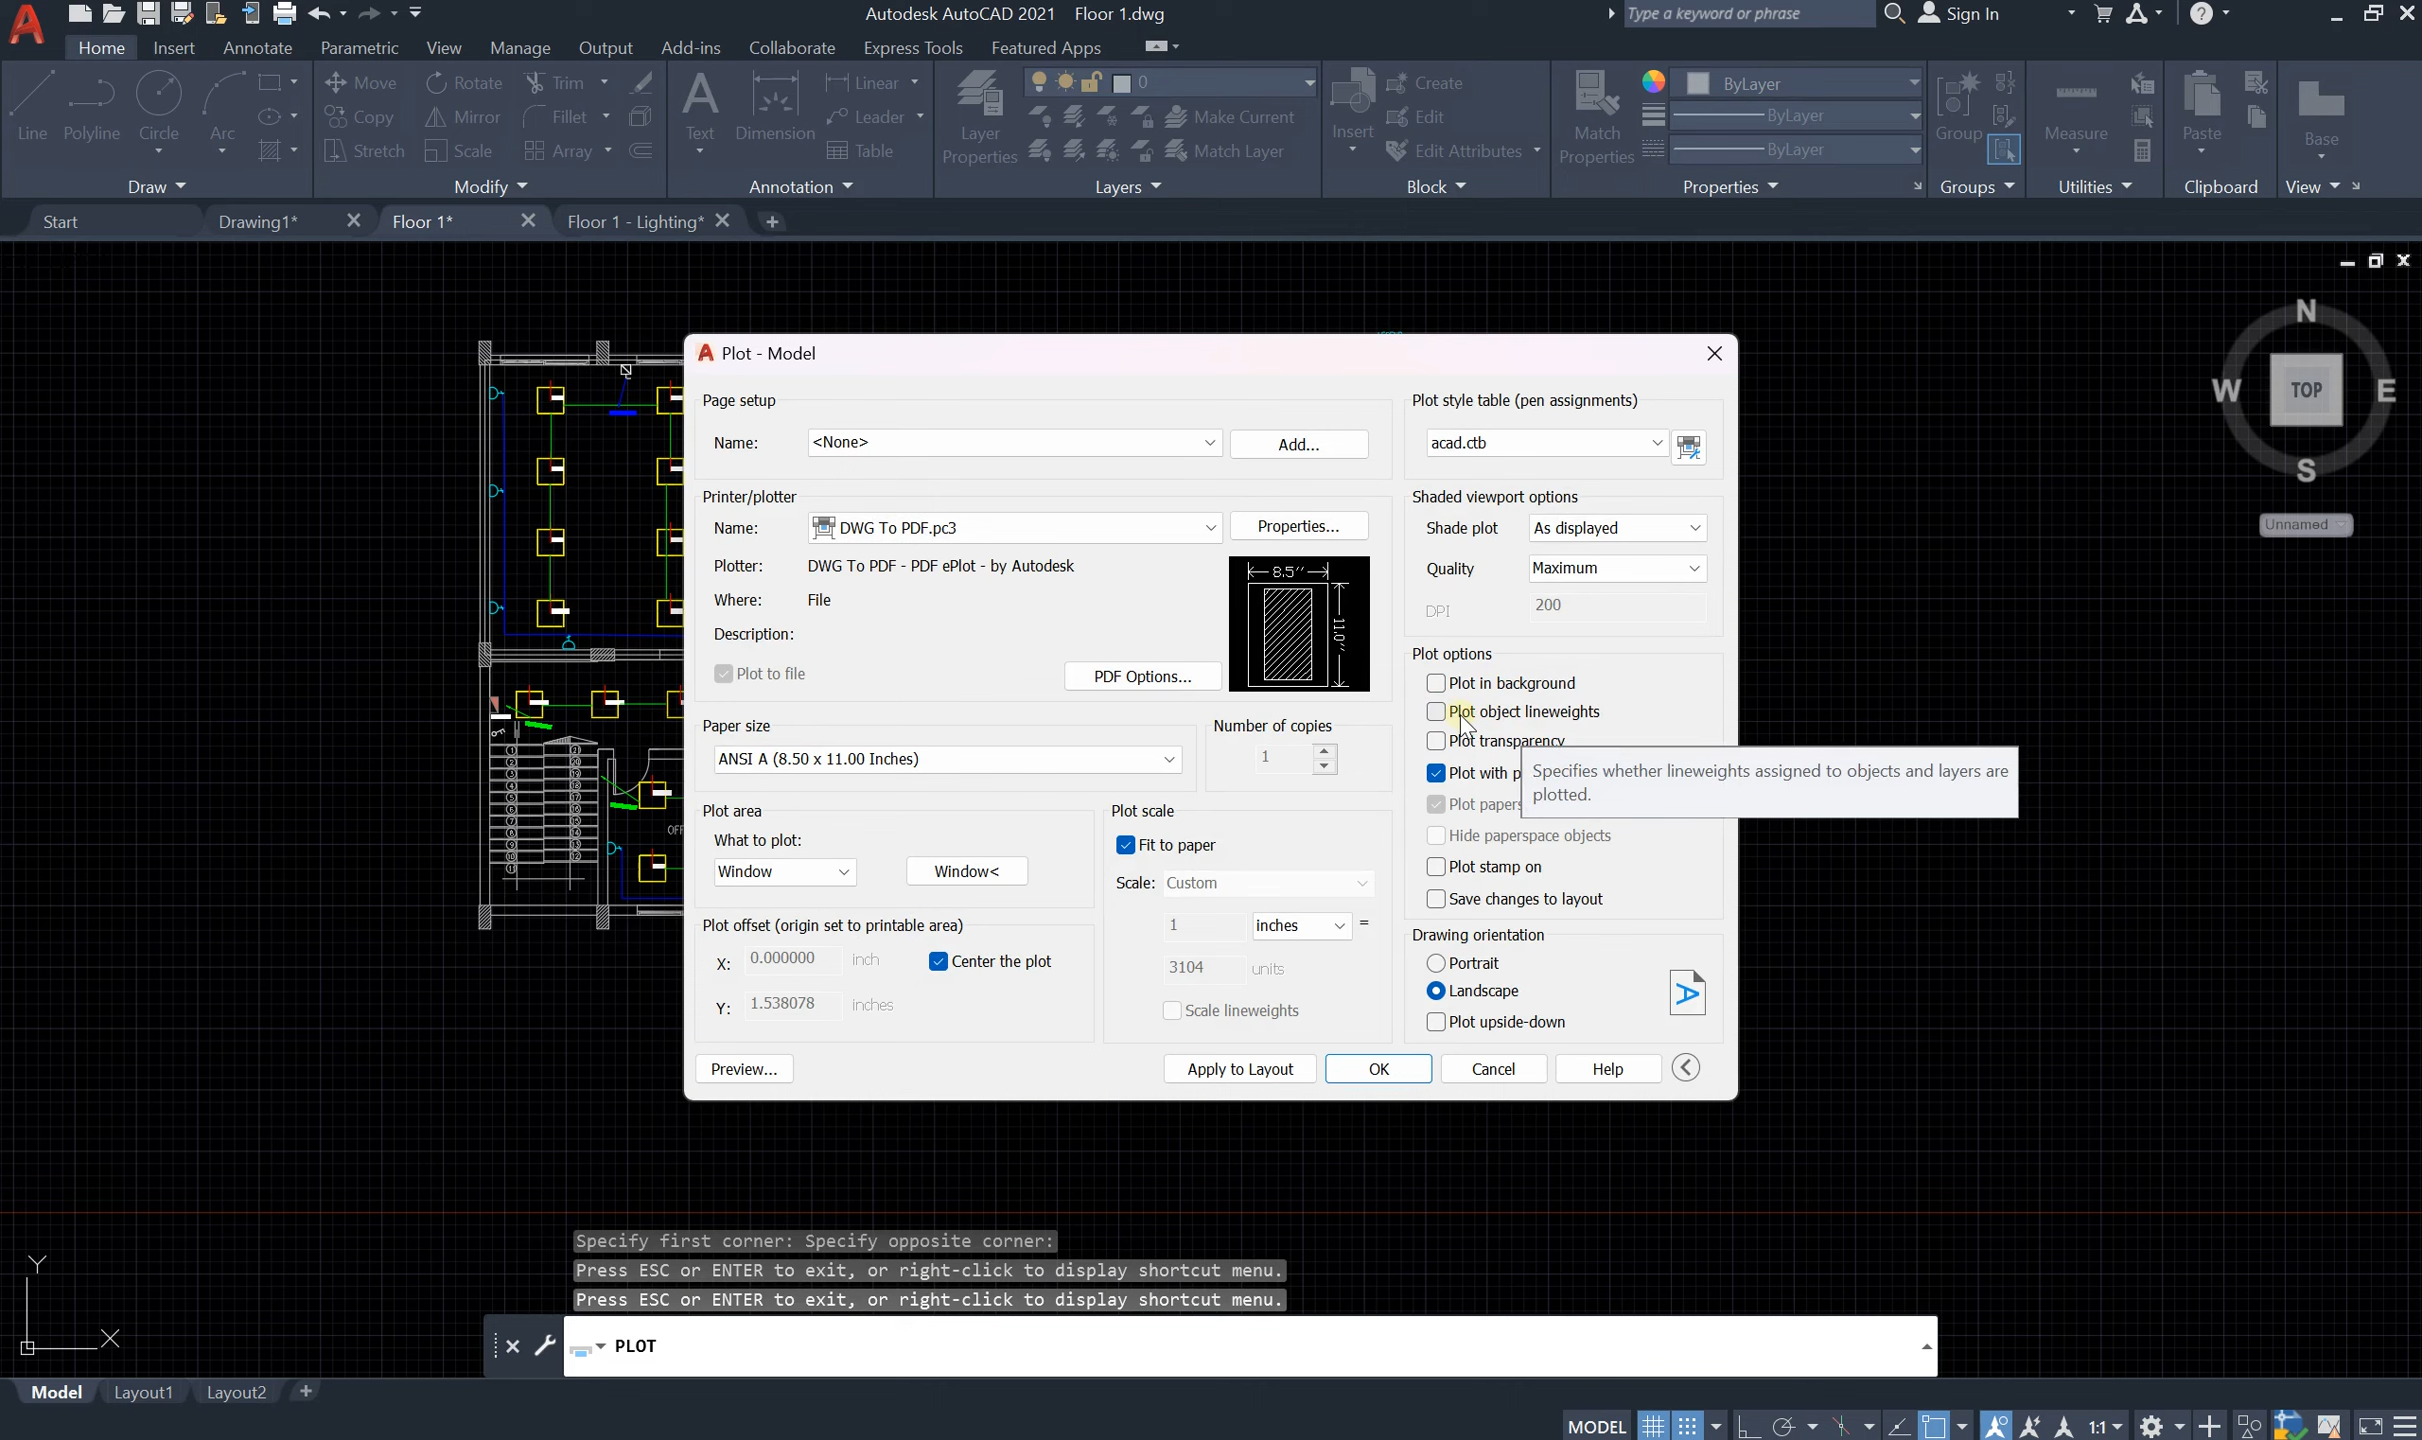 Autodesk AutoCAD 2021 Floor 1.dwg
Type a keyword or phrase
Sign In
Home Insert Annotate Parametric View Manage Output Add-ins Collaborate Express Tools Featured Apps
Line Polyline Circle Arc
Move Rotate Trim
Copy Mirror Fillet
Stretch Scale Array
Text Dimension
Linear
Leader
Table
Layer Properties
0
Make Current
Match Layer
Insert
Create
Edit
Edit Attributes
Match Properties
ByLayer
ByLayer
ByLayer
Group
Measure
Paste
Base
Draw Modify Annotation Layers Block Properties Groups Utilities Clipboard View
Start Drawing1* Floor 1* Floor 1 - Lighting*
N
W TOP E
S
Unnamed
Plot - Model
Page setup
Name: <None> Add...
Printer/plotter
Name: DWG To PDF.pc3 Properties...
Plotter: DWG To PDF - PDF ePlot - by Autodesk
Where: File
Description:
Plot to file
PDF Options...
8.5''
11.0''
Paper size
ANSI A (8.50 x 11.00 Inches)
Number of copies
1
Plot area
What to plot:
Window Window<
Plot offset (origin set to printable area)
X: 0.000000 inch
Center the plot
Y: 1.538078 inches
Plot scale
Fit to paper
Scale: Custom
1 inches =
3104 units
Scale lineweights
Plot style table (pen assignments)
acad.ctb
Shaded viewport options
Shade plot As displayed
Quality Maximum
DPI 200
Plot options
Plot in background
Plot object lineweights
Plot transparency
Plot with p
Plot papers
Specifies whether lineweights assigned to objects and layers are
plotted.
Hide paperspace objects
Plot stamp on
Save changes to layout
Drawing orientation
Portrait
Landscape
Plot upside-down
A
Preview... Apply to Layout OK Cancel Help
Specify first corner: Specify opposite corner:
Press ESC or ENTER to exit, or right-click to display shortcut menu.
Press ESC or ENTER to exit, or right-click to display shortcut menu.
PLOT
Y
X
Model Layout1 Layout2
MODEL 1:1